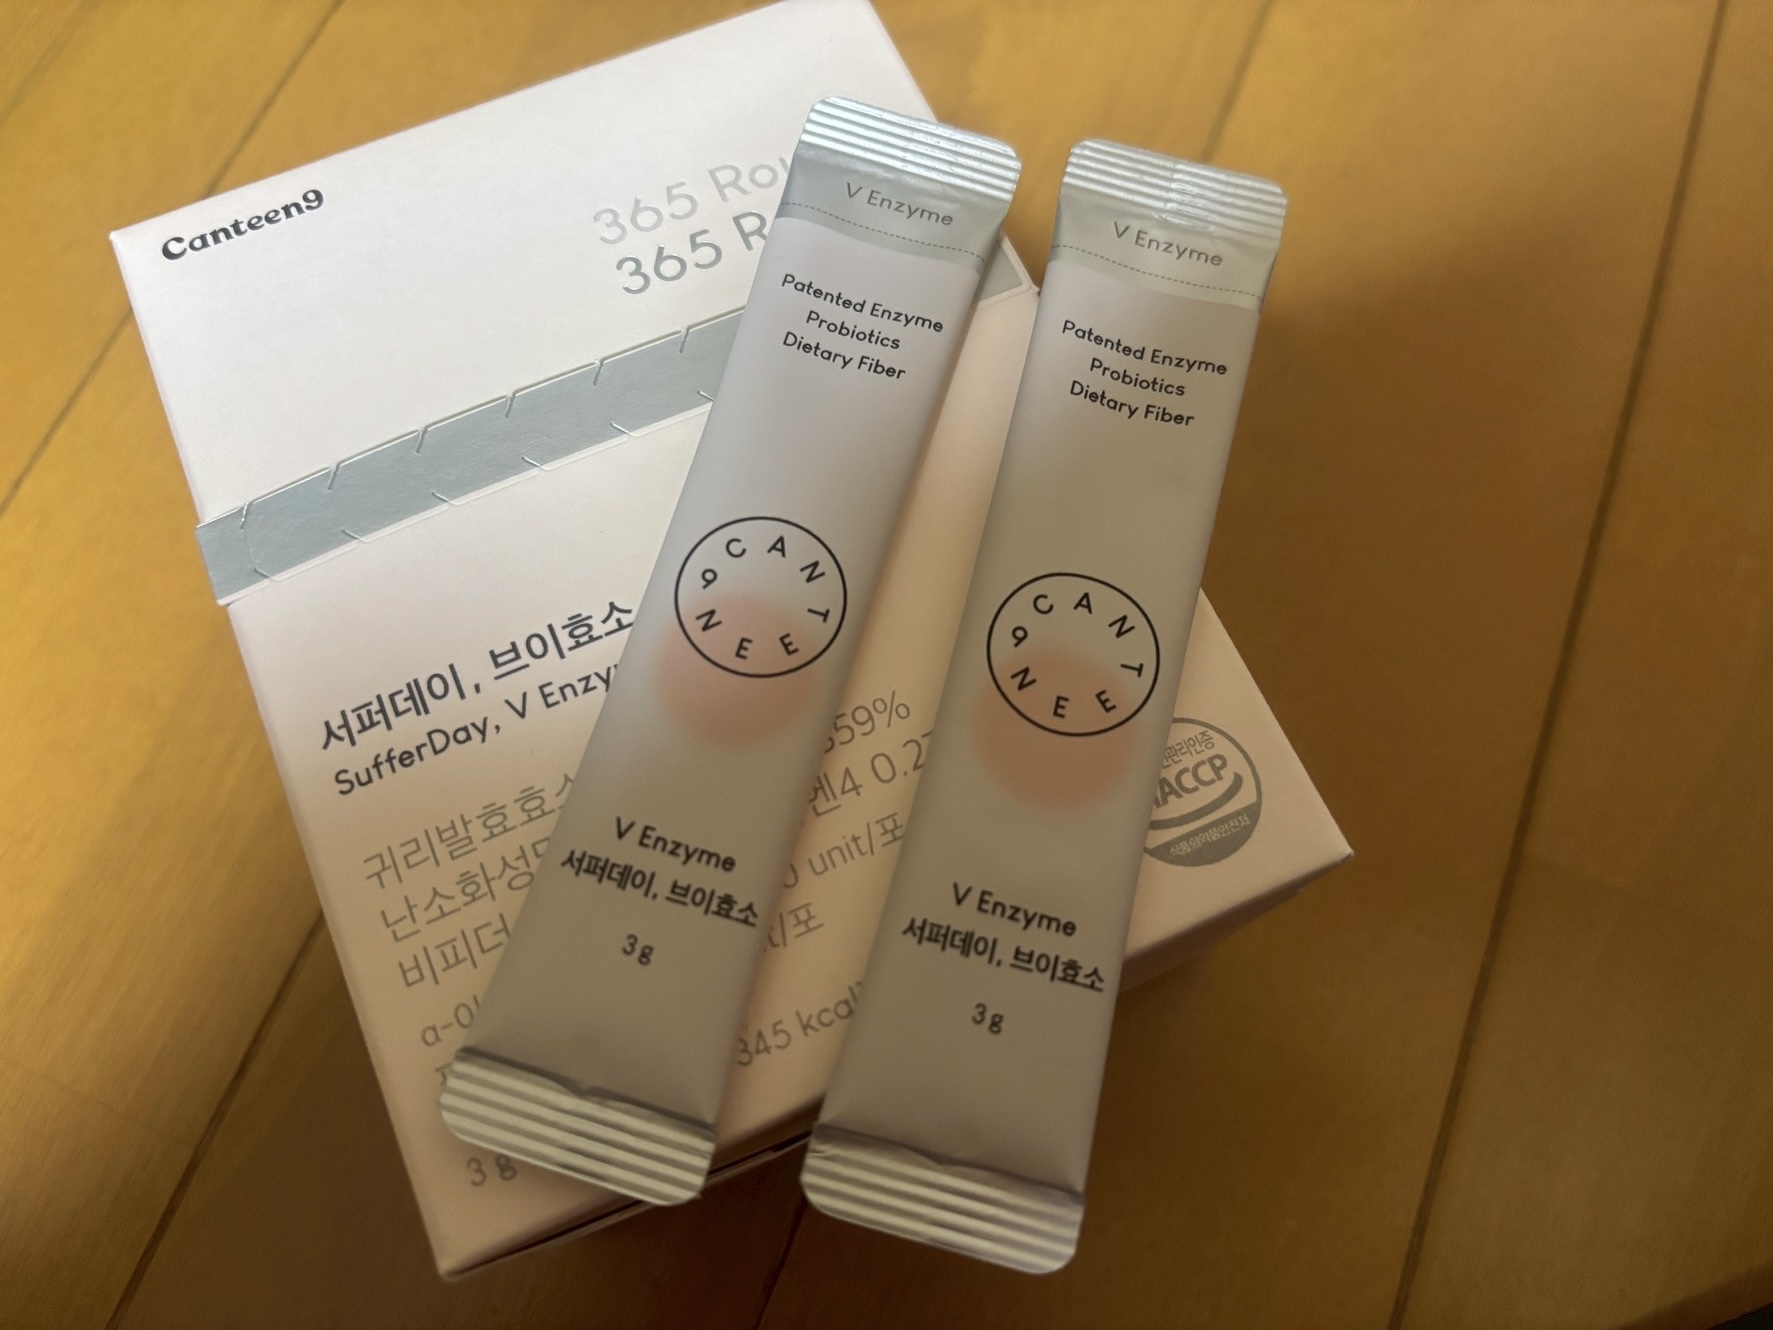 Canteen9
365
365
서퍼데이, 브이효소
SufferDay, V
귀리발효효소
59%
난소화성
4 0.2
비피더
unit/포
/포
345 kcal
3 g
HACCP
V Enzyme
Patented Enzyme
Probiotics
Dietary Fiber
CANTEEN9
V Enzyme
서퍼데이, 브이효소
3g
V Enzyme
Patented Enzyme
Probiotics
Dietary Fiber
CANTEEN9
V Enzyme
서퍼데이, 브이효소
3g